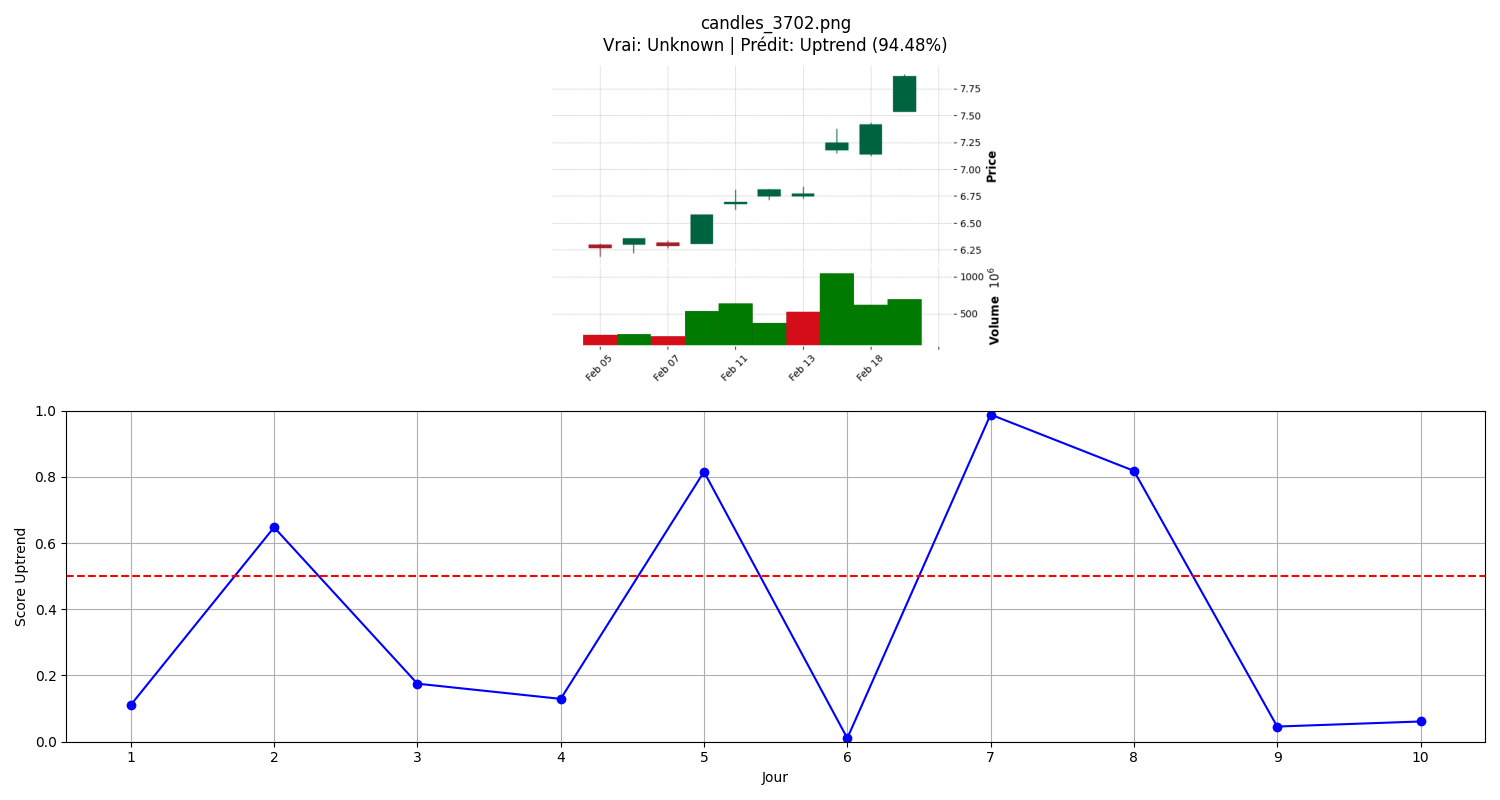 candles_3702.png
Vrai: Unknown | Prédit: Uptrend (94.48%)
7.75
7.50
7.25
7.00
6.75
6.50
6.25
Price
1000
500
Volume 10^6
Feb 05
Feb 07
Feb 11
Feb 13
Feb 18
1.0
0.8
0.6
0.4
0.2
0.0
Score Uptrend
1 2 3 4 5 6 7 8 9 10
Jour